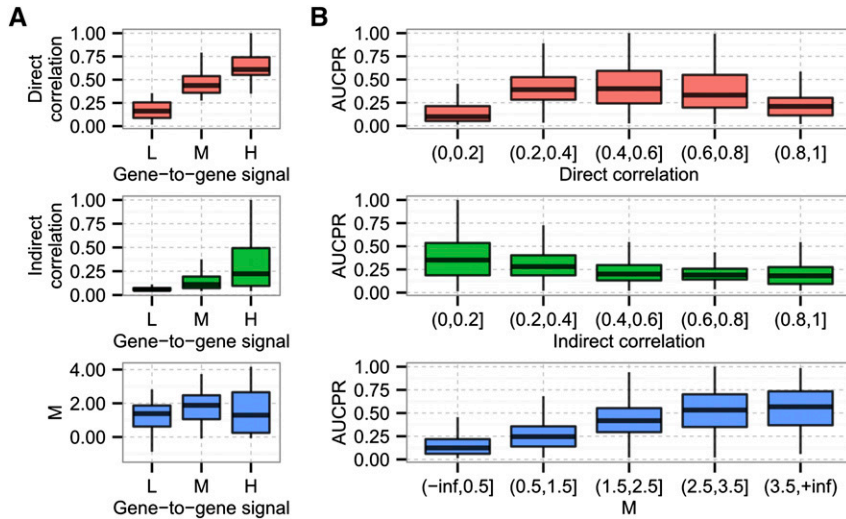 A
Direct
correlation
1.00
0.75
0.50
0.25
0.00
L M H
Gene-to-gene signal
Indirect
correlation
1.00
0.75
0.50
0.25
0.00
L M H
Gene-to-gene signal
M
4.00
2.00
0.00
L M H
Gene-to-gene signal
B
AUCPR
1.00
0.75
0.50
0.25
0.00
(0,0.2] (0.2,0.4] (0.4,0.6] (0.6,0.8] (0.8,1]
Direct correlation
AUCPR
1.00
0.75
0.50
0.25
0.00
(0,0.2] (0.2,0.4] (0.4,0.6] (0.6,0.8] (0.8,1]
Indirect correlation
AUCPR
1.00
0.75
0.50
0.25
0.00
(−inf,0.5] (0.5,1.5] (1.5,2.5] (2.5,3.5] (3.5,+inf)
M